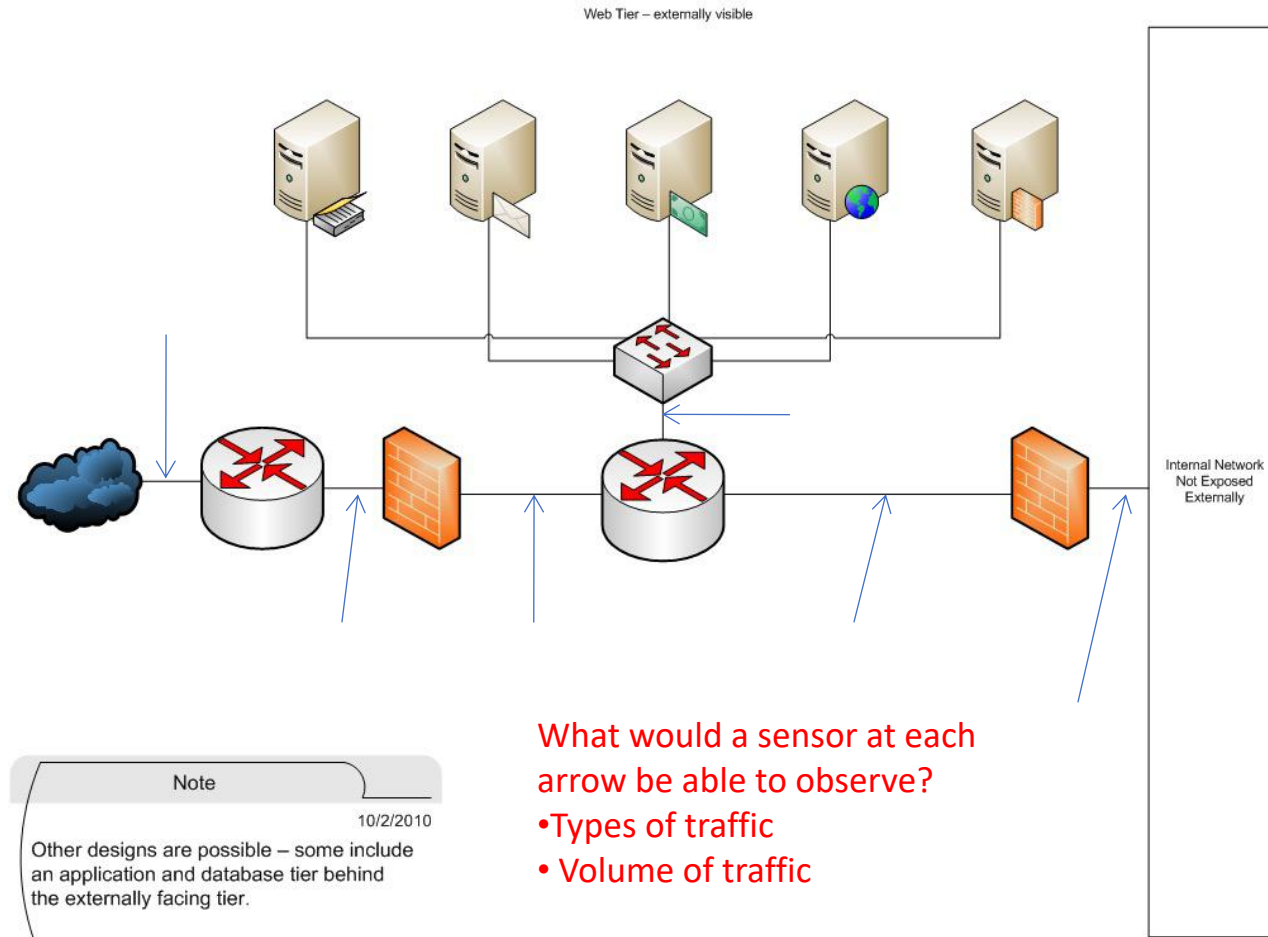 Web Tier – externally visible
Internal Network
Not Exposed
Externally
What would a sensor at each
arrow be able to observe?
•Types of traffic
• Volume of traffic
Note
10/2/2010
Other designs are possible – some include
an application and database tier behind
the externally facing tier.